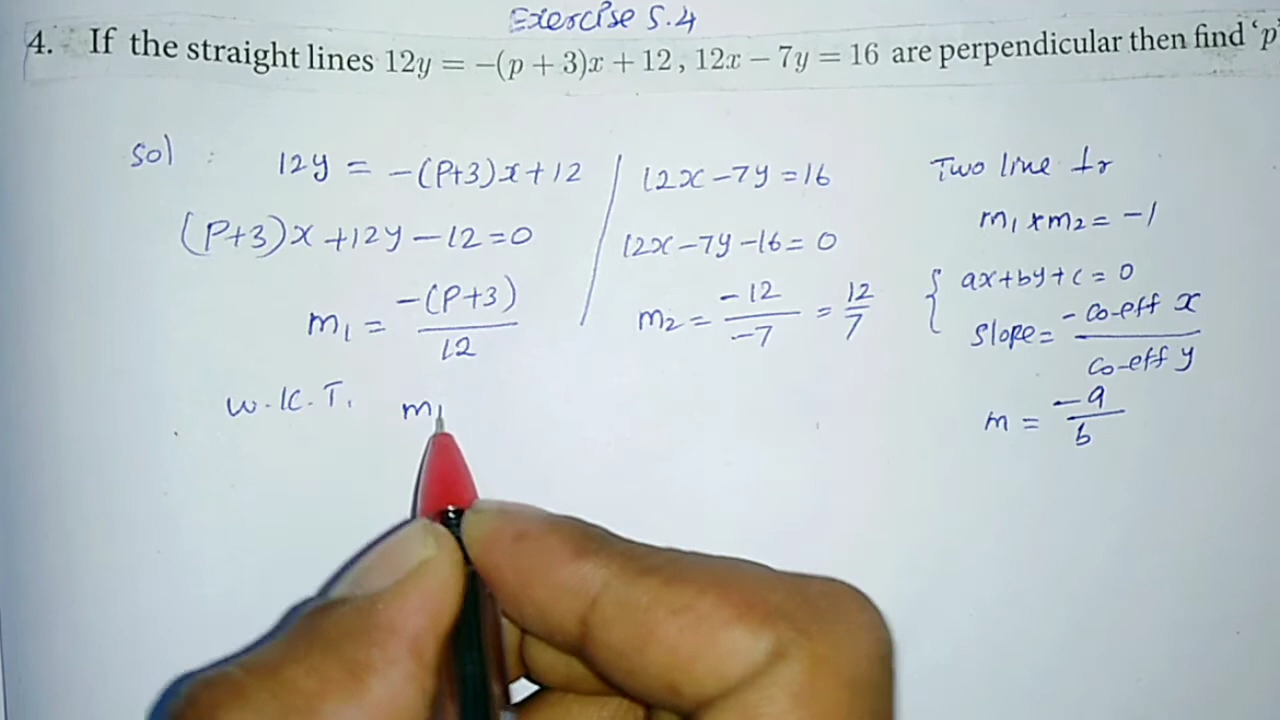 Exercise 5.4
4. If the straight lines 12y = −(p + 3)x + 12 , 12x − 7y = 16 are perpendicular then find ‘p’
Sol : 12y = -(P+3)x+12
(P+3)x +12y -12=0
m₁ = -(P+3)/12
12x-7y=16
12x-7y-16=0
m₂ = -12/-7 = 12/7
Two line ⊥r
m₁ x m₂ = -1
{ ax+by+c=0
Slope= -co-eff x/co-eff y
m = -a/b
W.K.T. m₁